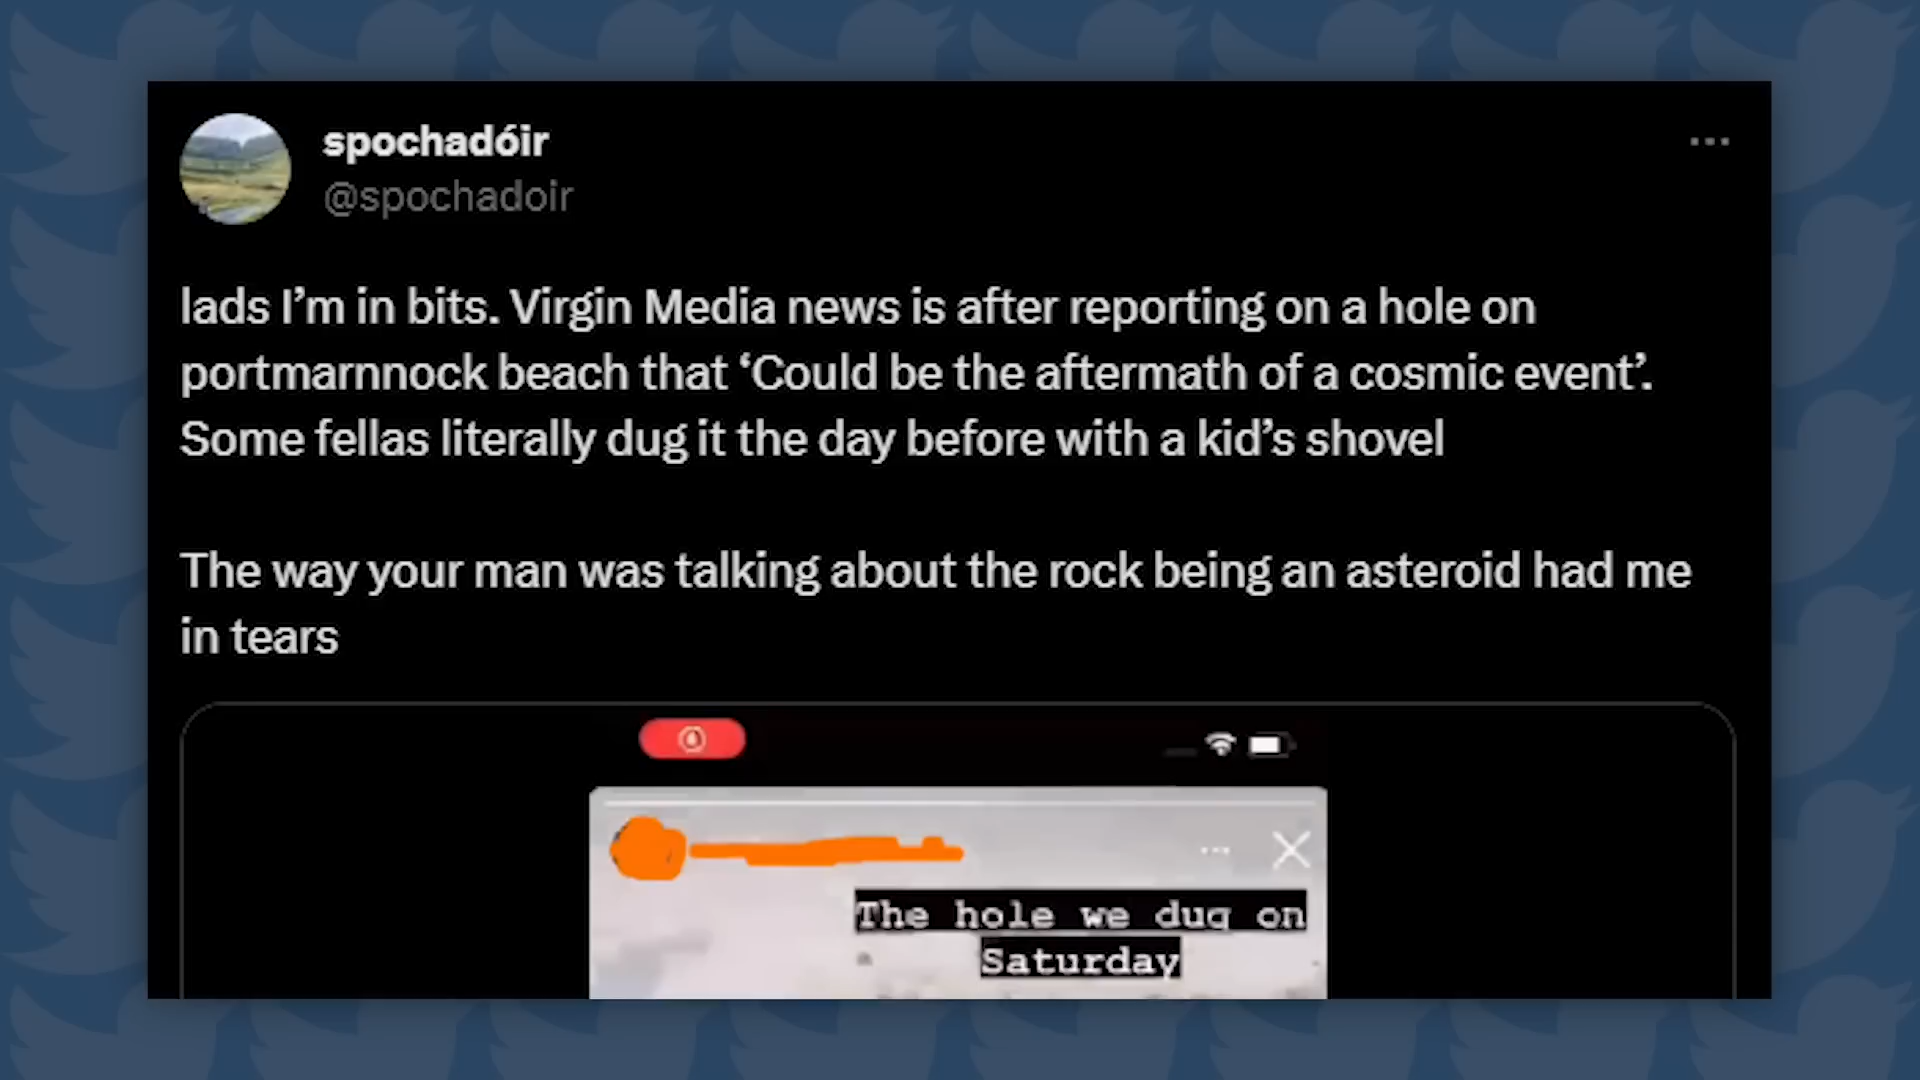 spochadóir
@spochadoir
lads I’m in bits. Virgin Media news is after reporting on a hole on
portmarnnock beach that ‘Could be the aftermath of a cosmic event’.
Some fellas literally dug it the day before with a kid’s shovel
The way your man was talking about the rock being an asteroid had me
in tears
The hole we dug on
Saturday